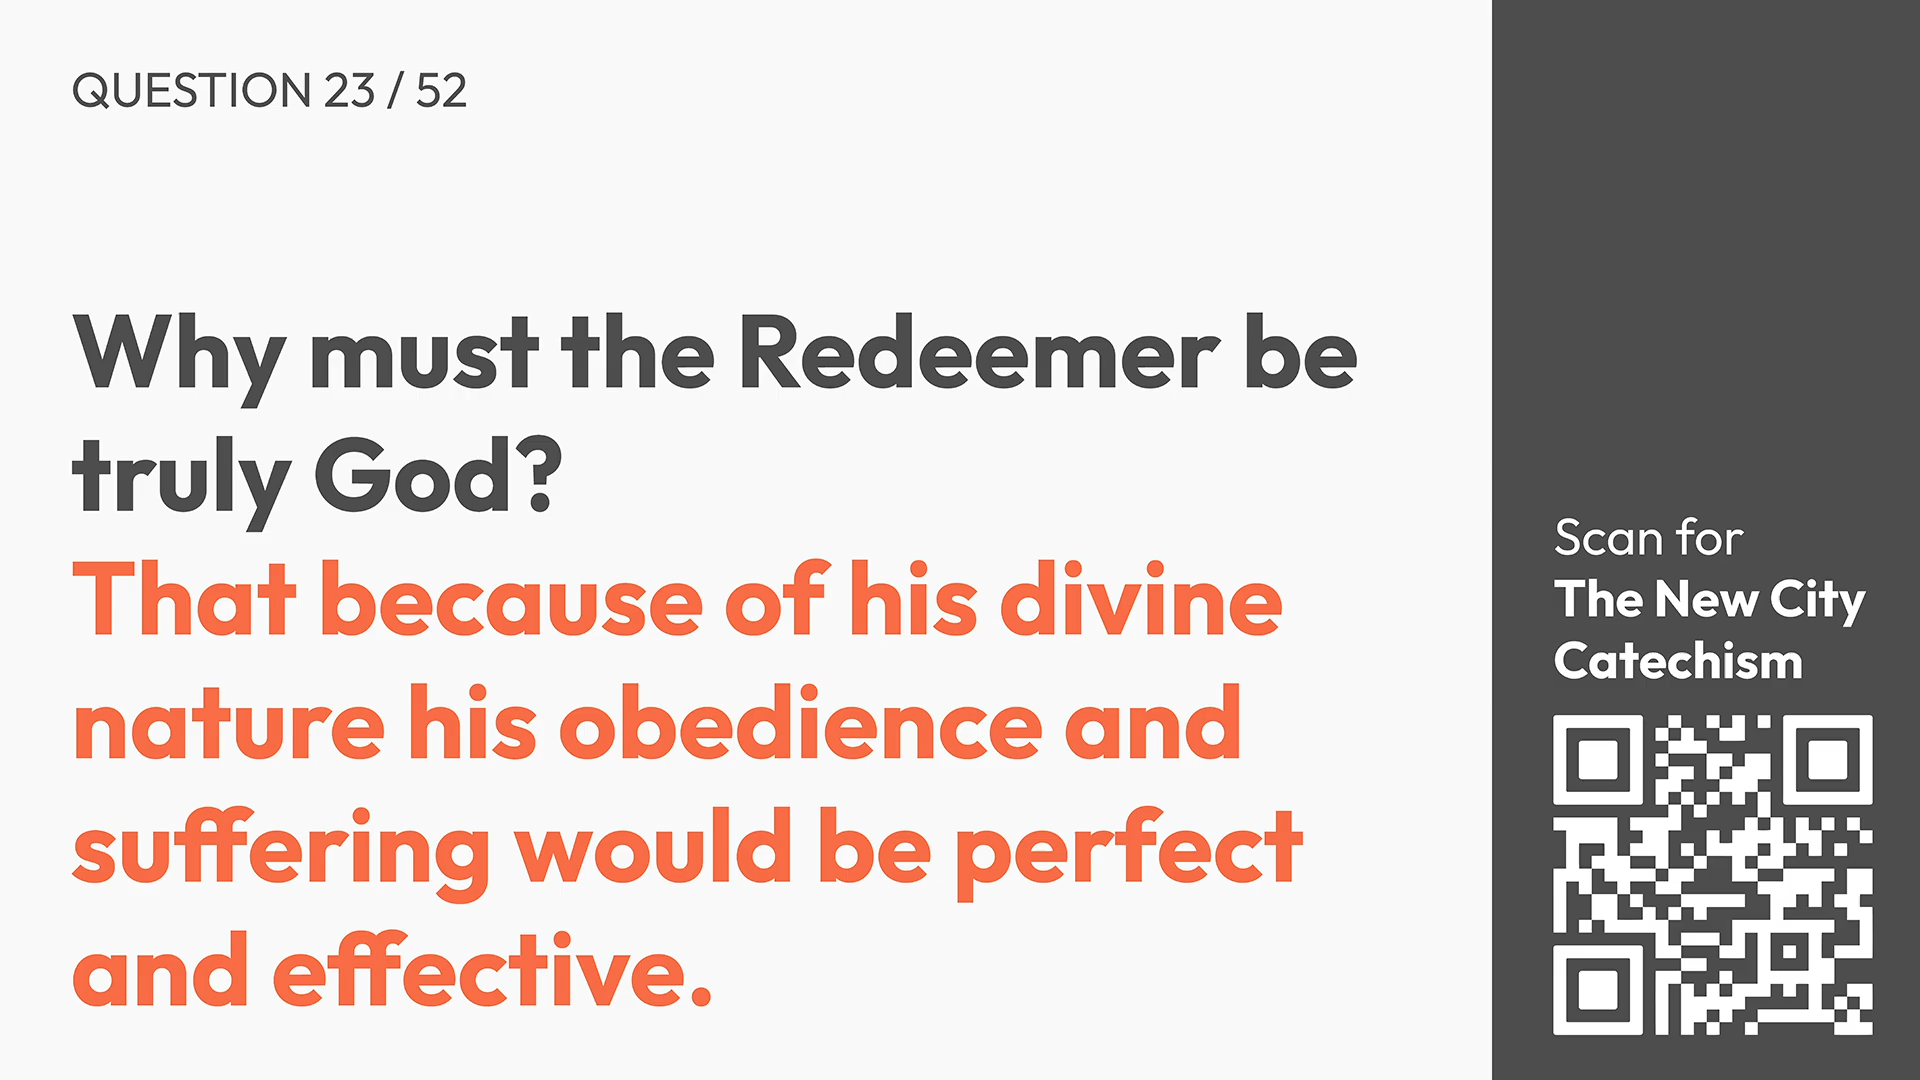 QUESTION 23 / 52
Why must the Redeemer be
truly God?
That because of his divine
nature his obedience and
suffering would be perfect
and effective.
Scan for
The New City
Catechism